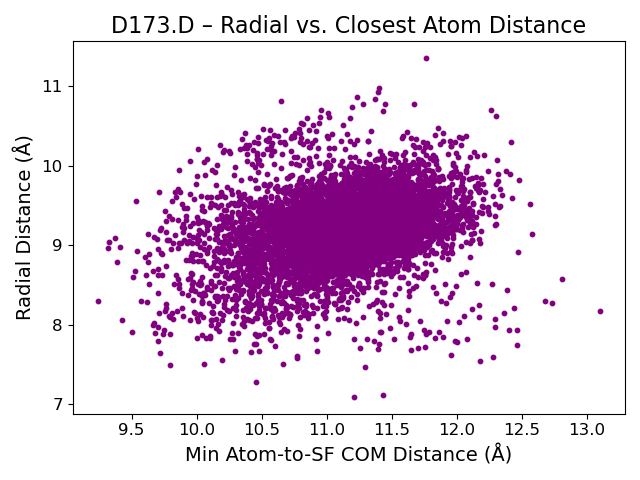 D173.D – Radial vs. Closest Atom Distance
Radial Distance (Å)
11
10
9
8
7
9.5 10.0 10.5 11.0 11.5 12.0 12.5 13.0
Min Atom-to-SF COM Distance (Å)